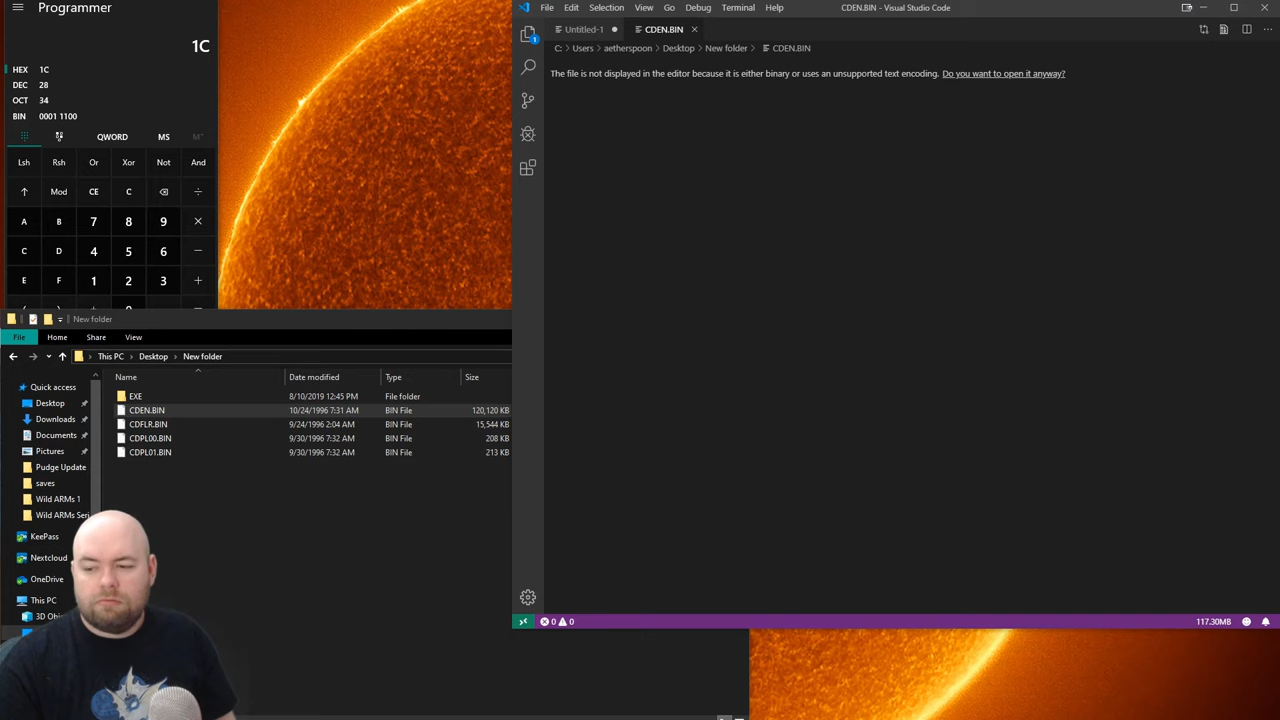 Programmer
1C
HEX 1C
DEC 28
OCT 34
BIN 0001 1100
QWORD MS
Lsh Rsh Or Xor Not And
Mod CE C ÷
A B 7 8 9 ×
C D 4 5 6 −
E F 1 2 3 +
File Edit Selection View Go Debug Terminal Help CDEN.BIN - Visual Studio Code
Untitled-1 CDEN.BIN
C: > Users > aetherspoon > Desktop > New folder > CDEN.BIN
The file is not displayed in the editor because it is either binary or uses an unsupported text encoding. Do you want to open it anyway?
1
0 0 117.30MB
New folder
File Home Share View
This PC > Desktop > New folder
Name Date modified Type Size
Quick access
Desktop
Downloads
Documents
Pictures
Pudge Update
saves
Wild ARMs 1
Wild ARMs Seri
KeePass
Nextcloud
OneDrive
This PC
3D Obj
EXE 8/10/2019 12:45 PM File folder
CDEN.BIN 10/24/1996 7:31 AM BIN File 120,120 KB
CDFLR.BIN 9/24/1996 2:04 AM BIN File 15,544 KB
CDPL00.BIN 9/30/1996 7:32 AM BIN File 208 KB
CDPL01.BIN 9/30/1996 7:32 AM BIN File 213 KB